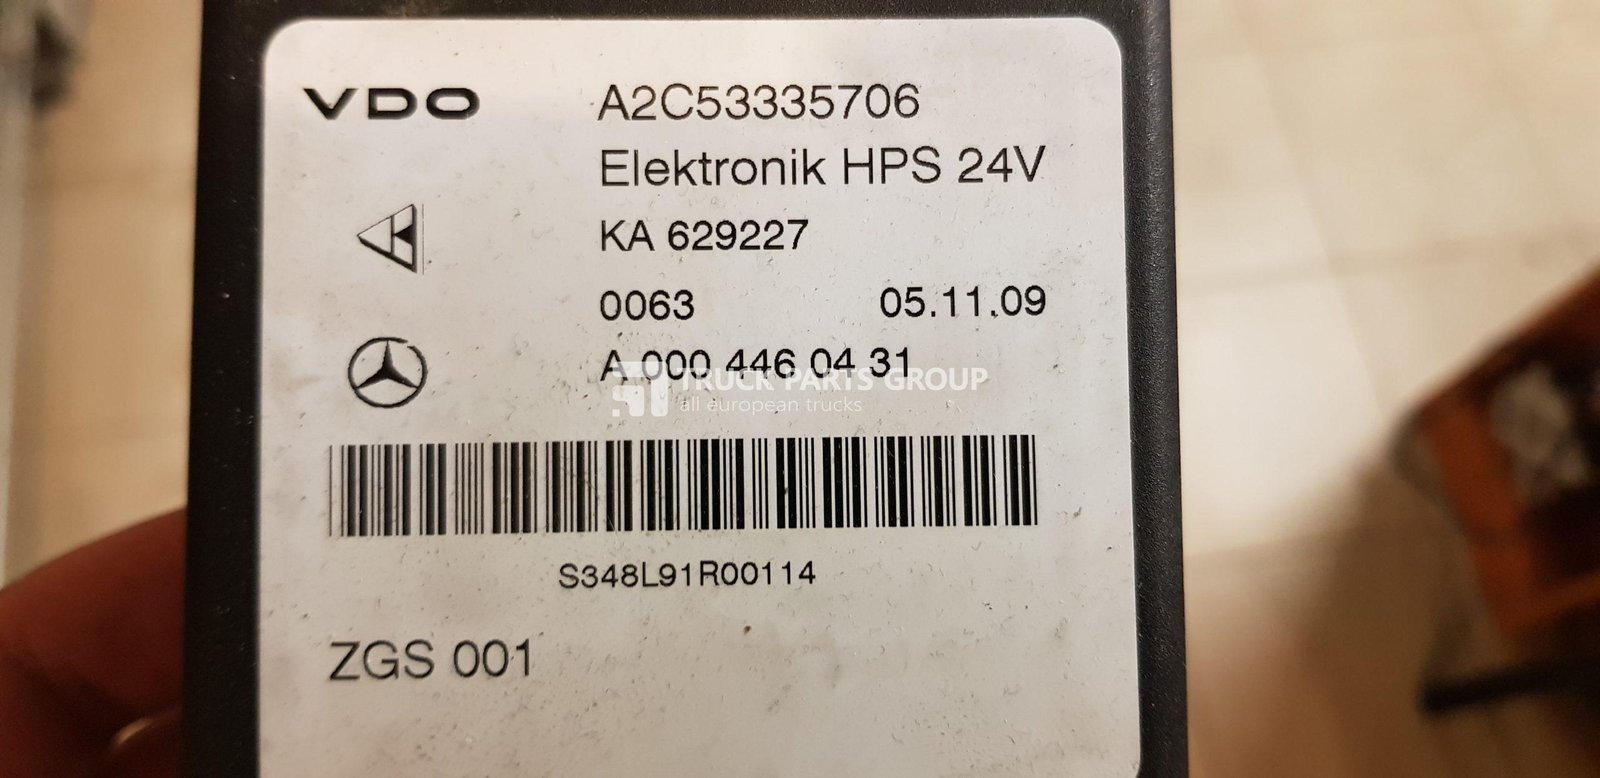 VDO A2C53335706
Elektronik HPS 24V
KA 629227
0063 05.11.09
A 000 446 04 31
TRUCK PARTS GROUP
all european trucks
S348L91R00114
ZGS 001